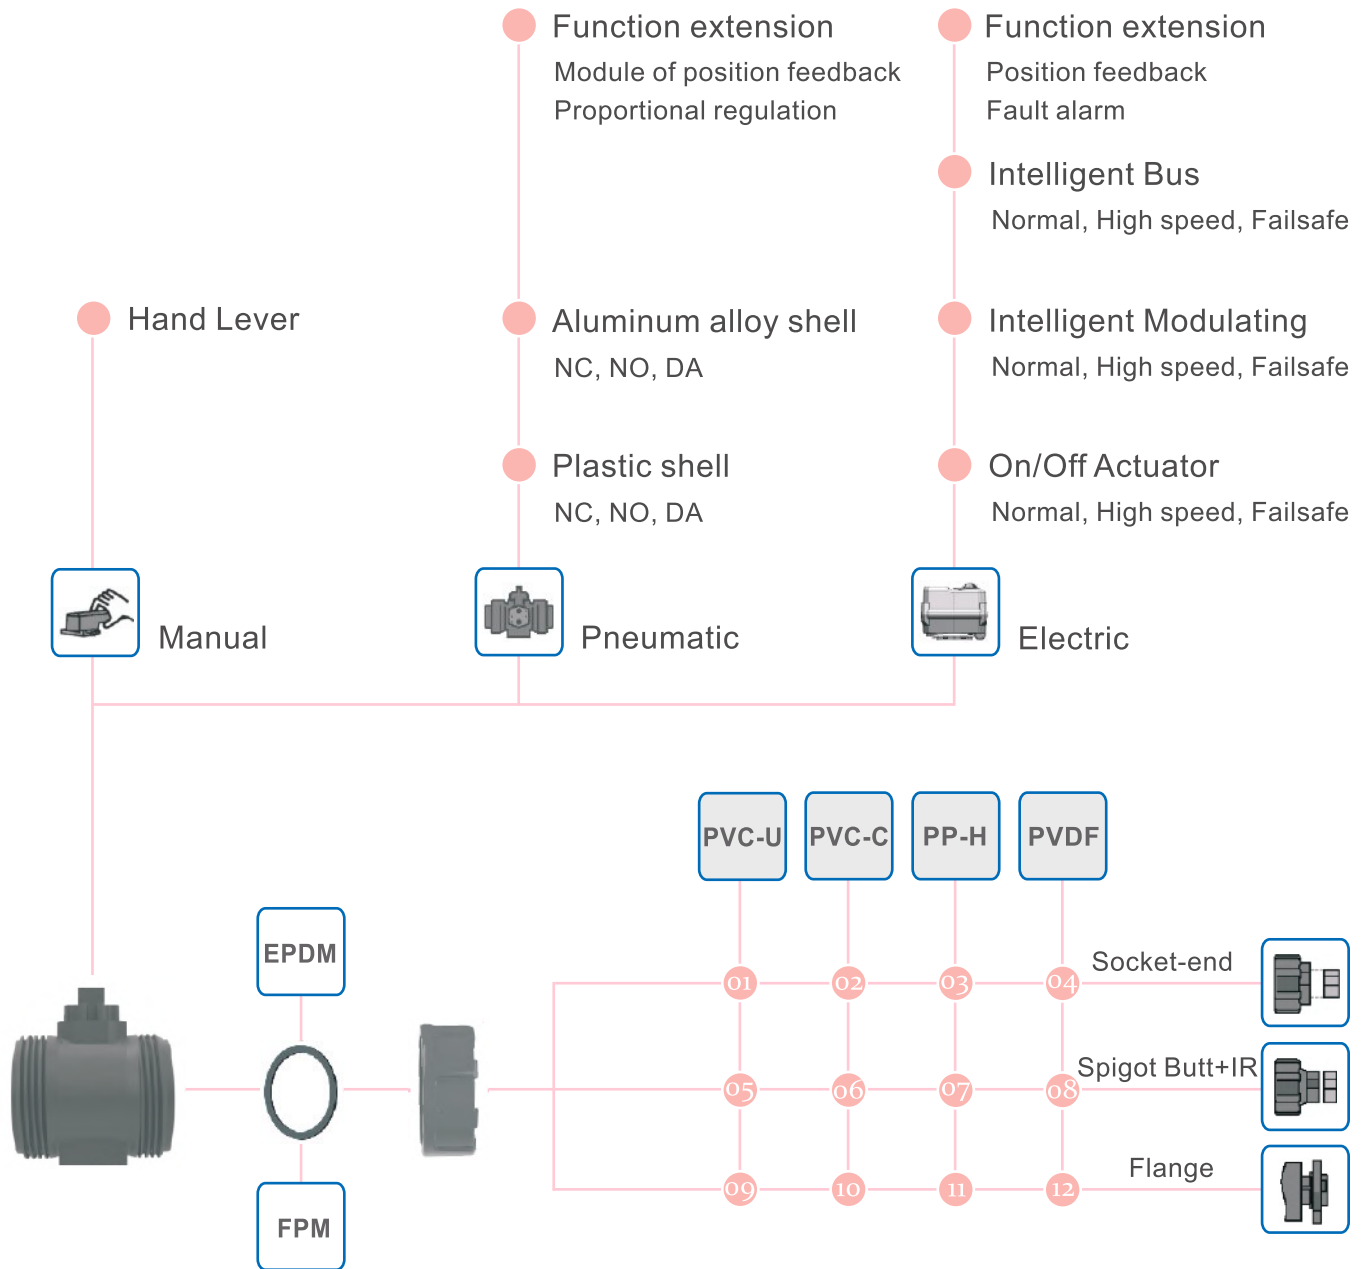 Function extension
Module of position feedback
Proportional regulation
Function extension
Position feedback
Fault alarm
Intelligent Bus
Normal, High speed, Failsafe
Hand Lever
Aluminum alloy shell
NC, NO, DA
Intelligent Modulating
Normal, High speed, Failsafe
Plastic shell
NC, NO, DA
On/Off Actuator
Normal, High speed, Failsafe
Manual
Pneumatic
Electric
PVC-U
PVC-C
PP-H
PVDF
EPDM
FPM
Socket-end
01
02
03
04
Spigot Butt+IR
05
06
07
08
Flange
09
10
11
12